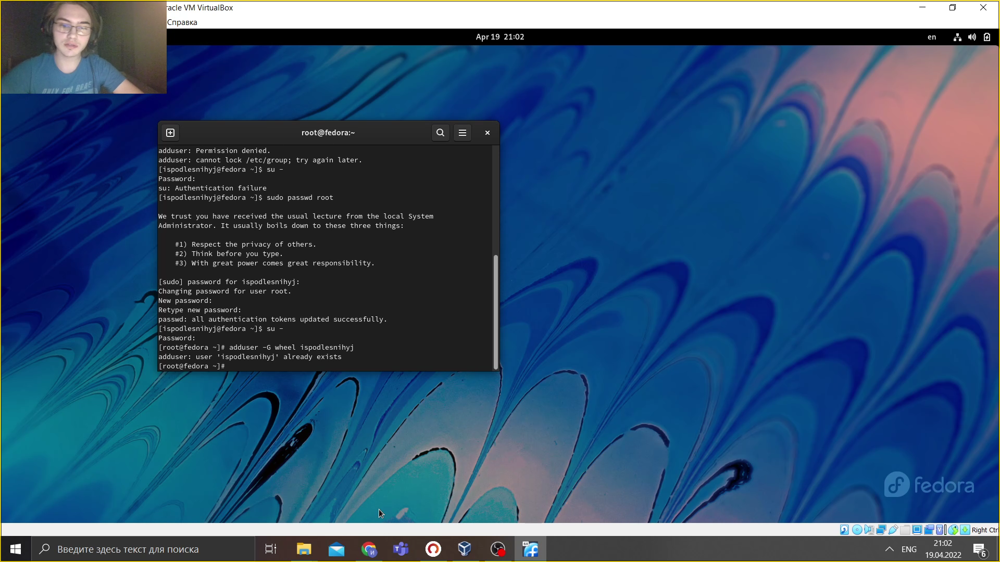 racle VM VirtualBox
Справка
Apr 19 21:02
en
root@fedora:~
adduser: Permission denied.
adduser: cannot lock /etc/group; try again later.
[ispodlesnihyj@fedora ~]$ su -
Password:
su: Authentication failure
[ispodlesnihyj@fedora ~]$ sudo passwd root
We trust you have received the usual lecture from the local System
Administrator. It usually boils down to these three things:
#1) Respect the privacy of others.
#2) Think before you type.
#3) With great power comes great responsibility.
[sudo] password for ispodlesnihyj:
Changing password for user root.
New password:
Retype new password:
passwd: all authentication tokens updated successfully.
[ispodlesnihyj@fedora ~]$ su -
Password:
[root@fedora ~]# adduser -G wheel ispodlesnihyj
adduser: user 'ispodlesnihyj' already exists
[root@fedora ~]#
fedora
Right Ctr
Введите здесь текст для поиска
64
ENG
21:02
19.04.2022
6